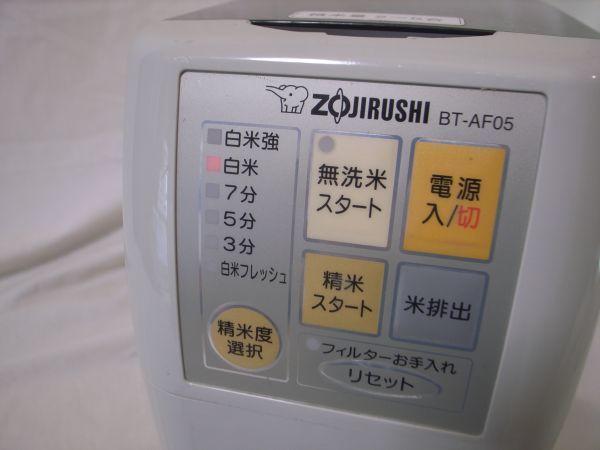 ZOJIRUSHI BT-AF05
白米強
白米
7分
5分
3分
白米フレッシュ
精米度
選択
無洗米
スタート
電源
入/切
精米
スタート
米排出
フィルターお手入れ
リセット